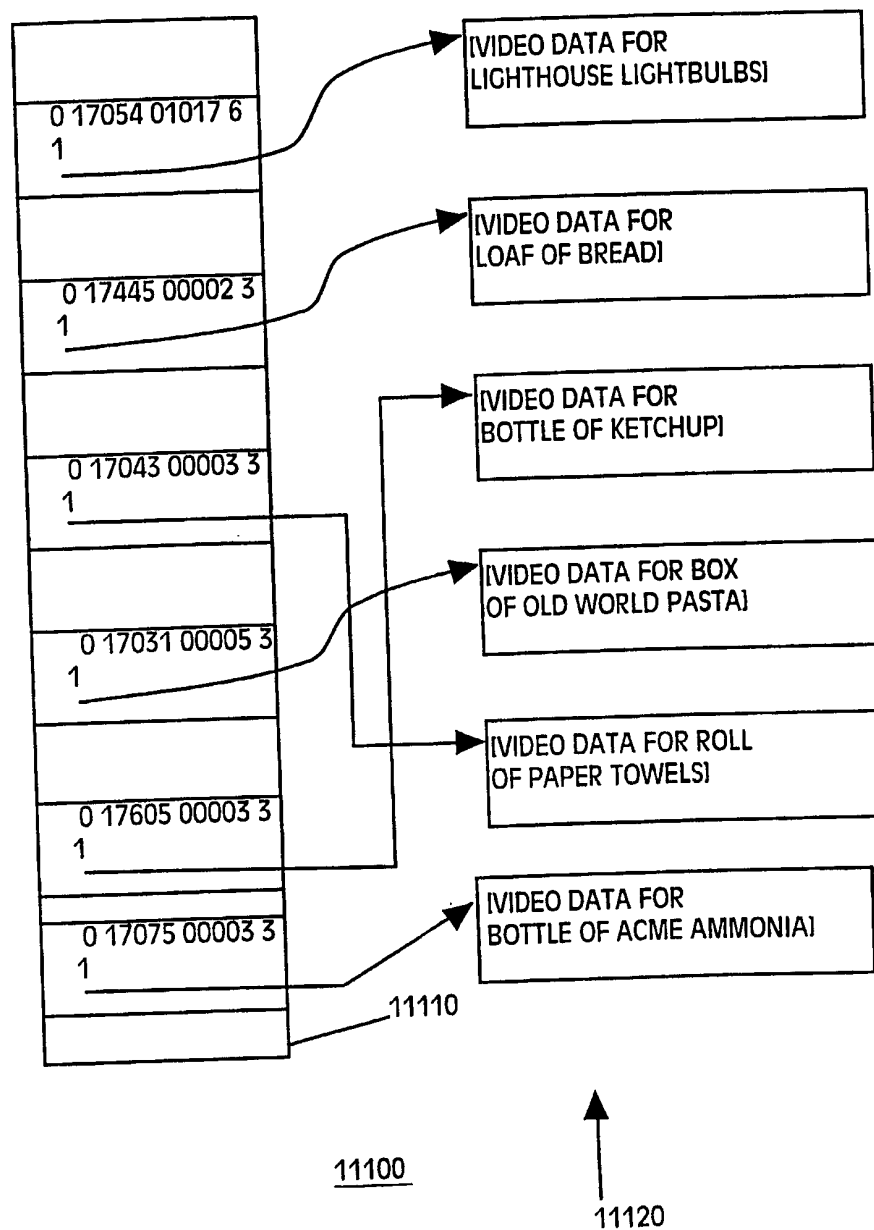 [VIDEO DATA FOR
LIGHTHOUSE LIGHTBULBS]
0 17054 01017 6
1
[VIDEO DATA FOR
LOAF OF BREAD]
0 17445 00002 3
1
[VIDEO DATA FOR
BOTTLE OF KETCHUP]
0 17043 00003 3
1
[VIDEO DATA FOR BOX
OF OLD WORLD PASTA]
0 17031 00005 3
1
[VIDEO DATA FOR ROLL
OF PAPER TOWELS]
0 17605 00003 3
1
[VIDEO DATA FOR
BOTTLE OF ACME AMMONIA]
0 17075 00003 3
1
11110
11100
11120